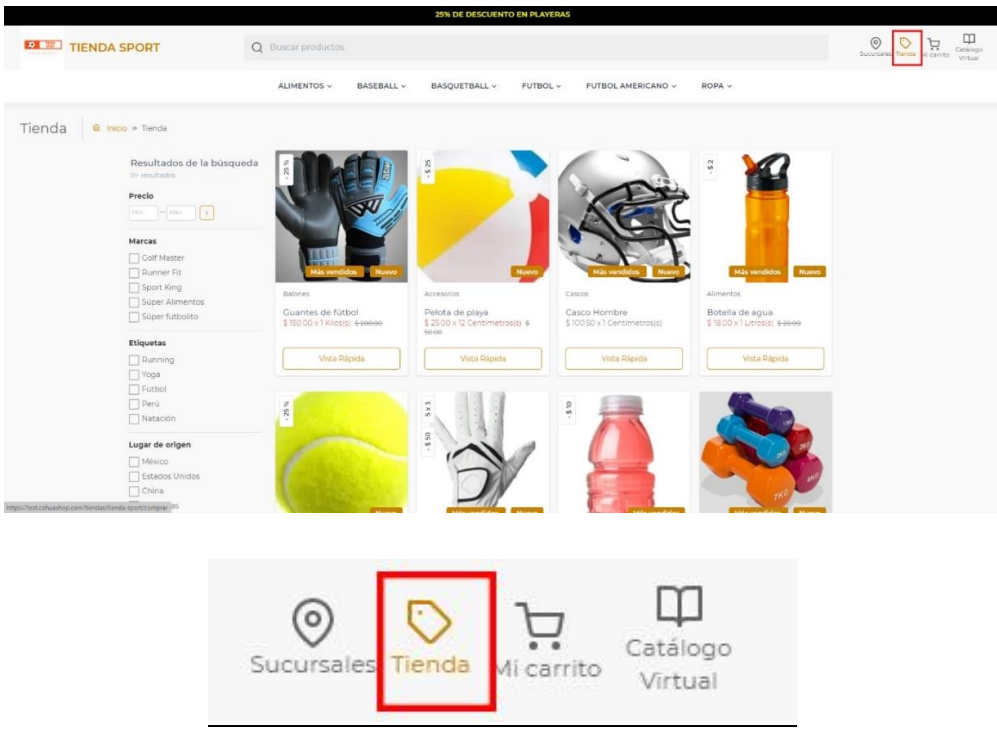 25% DE DESCUENTO EN PLAYERAS
TIENDA SPORT
Buscar productos
Sucursales
Tienda
Mi carrito
Catálogo
Virtual
ALIMENTOS
BASEBALL
BASQUETBALL
FUTBOL
FUTBOL AMERICANO
ROPA
Tienda
Inicio » Tienda
Resultados de la búsqueda
11+ resultados
Precio
Mín.
Máx.
Marcas
Golf Master
Runner Fit
Sport King
Súper Alimentos
Súper futbolito
Etiquetas
Running
Yoga
Futbol
Perú
Natación
Lugar de origen
México
Estados Unidos
China
https://test.cohuashop.com/tiendas/tienda-sport/comprar
- 25 %
Más vendidos
Nuevo
Balones
Guantes de fútbol
$ 150.00 x 1 Kilos(s) $ 200.00
Vista Rápida
- $ 25
Nuevo
Accesorios
Pelota de playa
$ 25.00 x 12 Centimetros(s) $
50.00
Vista Rápida
Más vendidos
Nuevo
Cascos
Casco Hombre
$ 100.50 x 1 Centimetros(s)
Vista Rápida
- $ 2
Más vendidos
Nuevo
Alimentos
Botella de agua
$ 18.00 x 1 Litros(s) $ 20.00
Vista Rápida
- 25 %
Nuevo
5 x 3
- $ 50
Más vendidos
Nuevo
- $ 10
Más vendidos
Nuevo
7KG
Más vendidos
Nuevo
Sucursales
Tienda
Mi carrito
Catálogo
Virtual